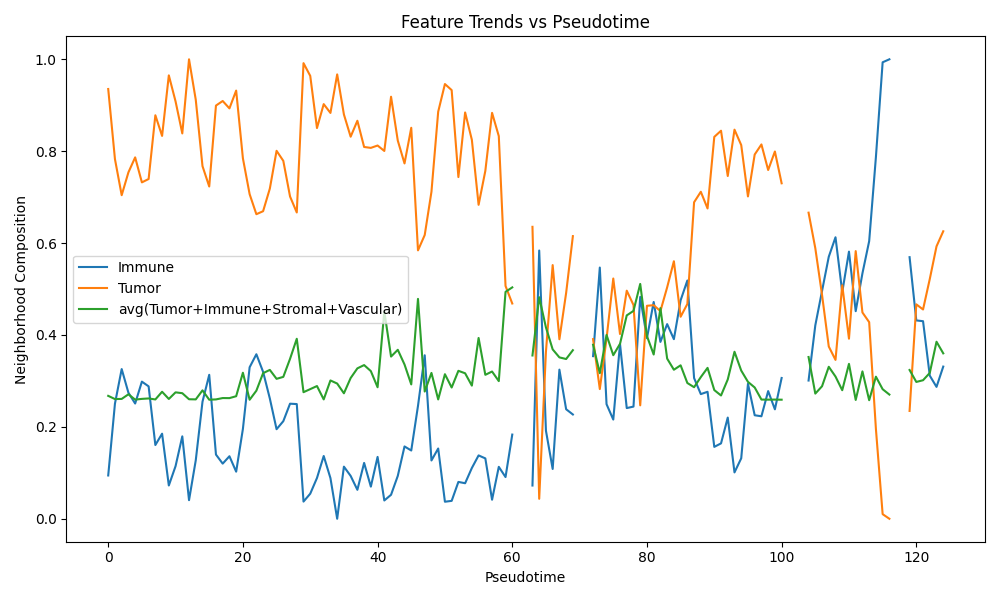 Feature Trends vs Pseudotime
Neighborhood Composition
1.0
0.8
0.6
0.4
0.2
0.0
Immune
Tumor
avg(Tumor+Immune+Stromal+Vascular)
0 20 40 60 80 100 120
Pseudotime